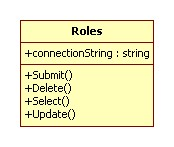 Roles
+connectionString : string
+Submit()
+Delete()
+Select()
+Update()